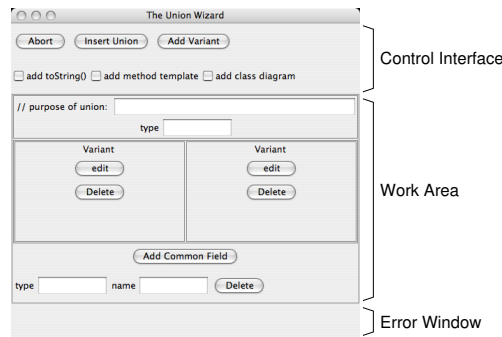 The Union Wizard
Abort Insert Union Add Variant
Control Interface
add toString() add method template add class diagram
// purpose of union:
type
Variant Variant
edit edit
Delete Delete
Work Area
Add Common Field
type name Delete
Error Window